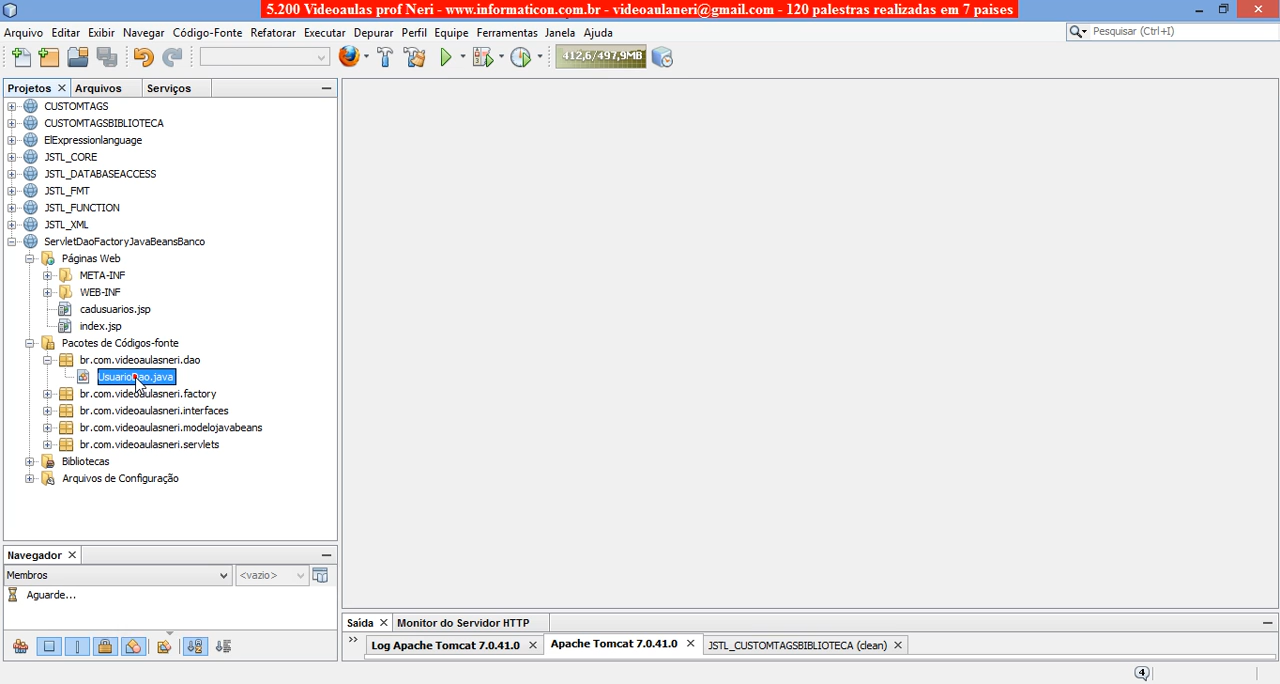 5.200 Videoaulas prof Neri - www.informaticon.com.br - videoaulaneri@gmail.com - 120 palestras realizadas em 7 paises
Arquivo Editar Exibir Navegar Código-Fonte Refatorar Executar Depurar Perfil Equipe Ferramentas Janela Ajuda
Pesquisar (Ctrl+I)
412,6/497,9MB
Projetos Arquivos Serviços
CUSTOMTAGS
CUSTOMTAGSBIBLIOTECA
ElExpressionlanguage
JSTL_CORE
JSTL_DATABASEACCESS
JSTL_FMT
JSTL_FUNCTION
JSTL_XML
ServletDaoFactoryJavaBeansBanco
Páginas Web
META-INF
WEB-INF
cadusuarios.jsp
index.jsp
Pacotes de Códigos-fonte
br.com.videoaulasneri.dao
UsuarioDao.java
br.com.videoaulasneri.factory
br.com.videoaulasneri.interfaces
br.com.videoaulasneri.modelojavabeans
br.com.videoaulasneri.servlets
Bibliotecas
Arquivos de Configuração
Navegador
Membros <vazio>
Aguarde...
Saída Monitor do Servidor HTTP
Log Apache Tomcat 7.0.41.0 Apache Tomcat 7.0.41.0 JSTL_CUSTOMTAGSBIBLIOTECA (clean)
4